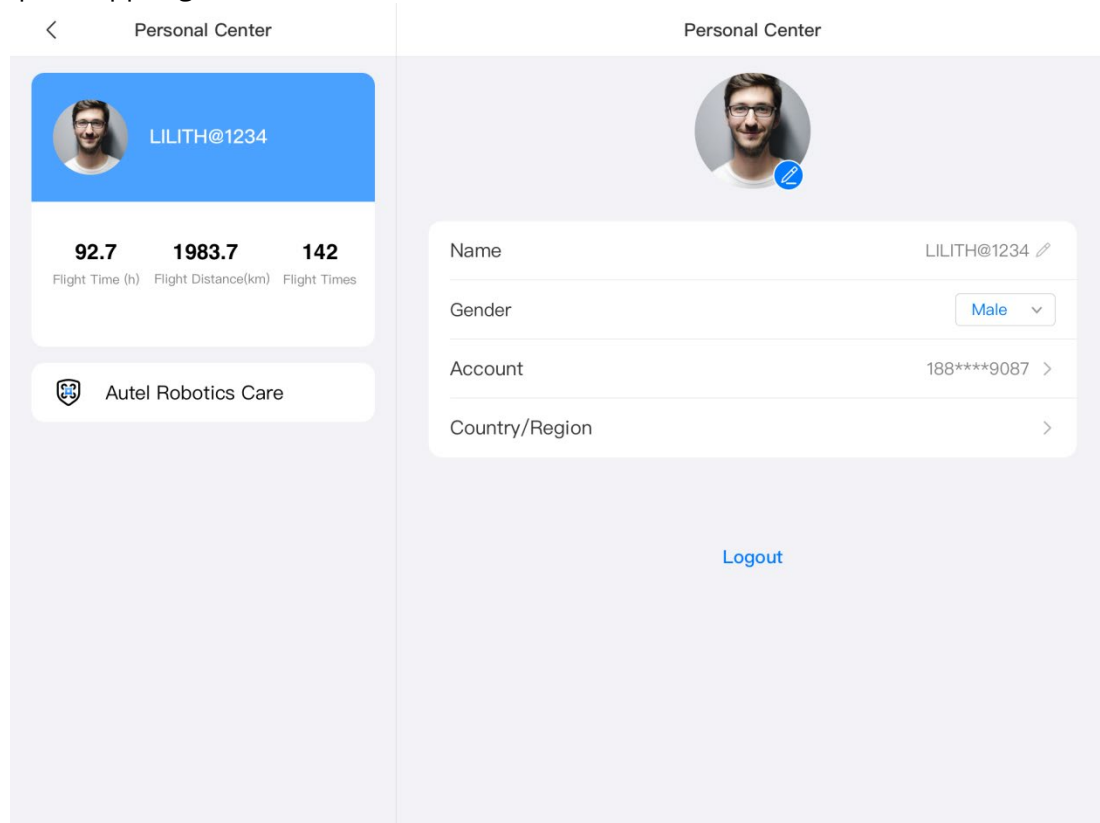 Personal Center
LILITH@1234
92.7 1983.7 142
Flight Time (h) Flight Distance(km) Flight Times
Autel Robotics Care
Personal Center
Name LILITH@1234
Gender Male
Account 188****9087
Country/Region
Logout